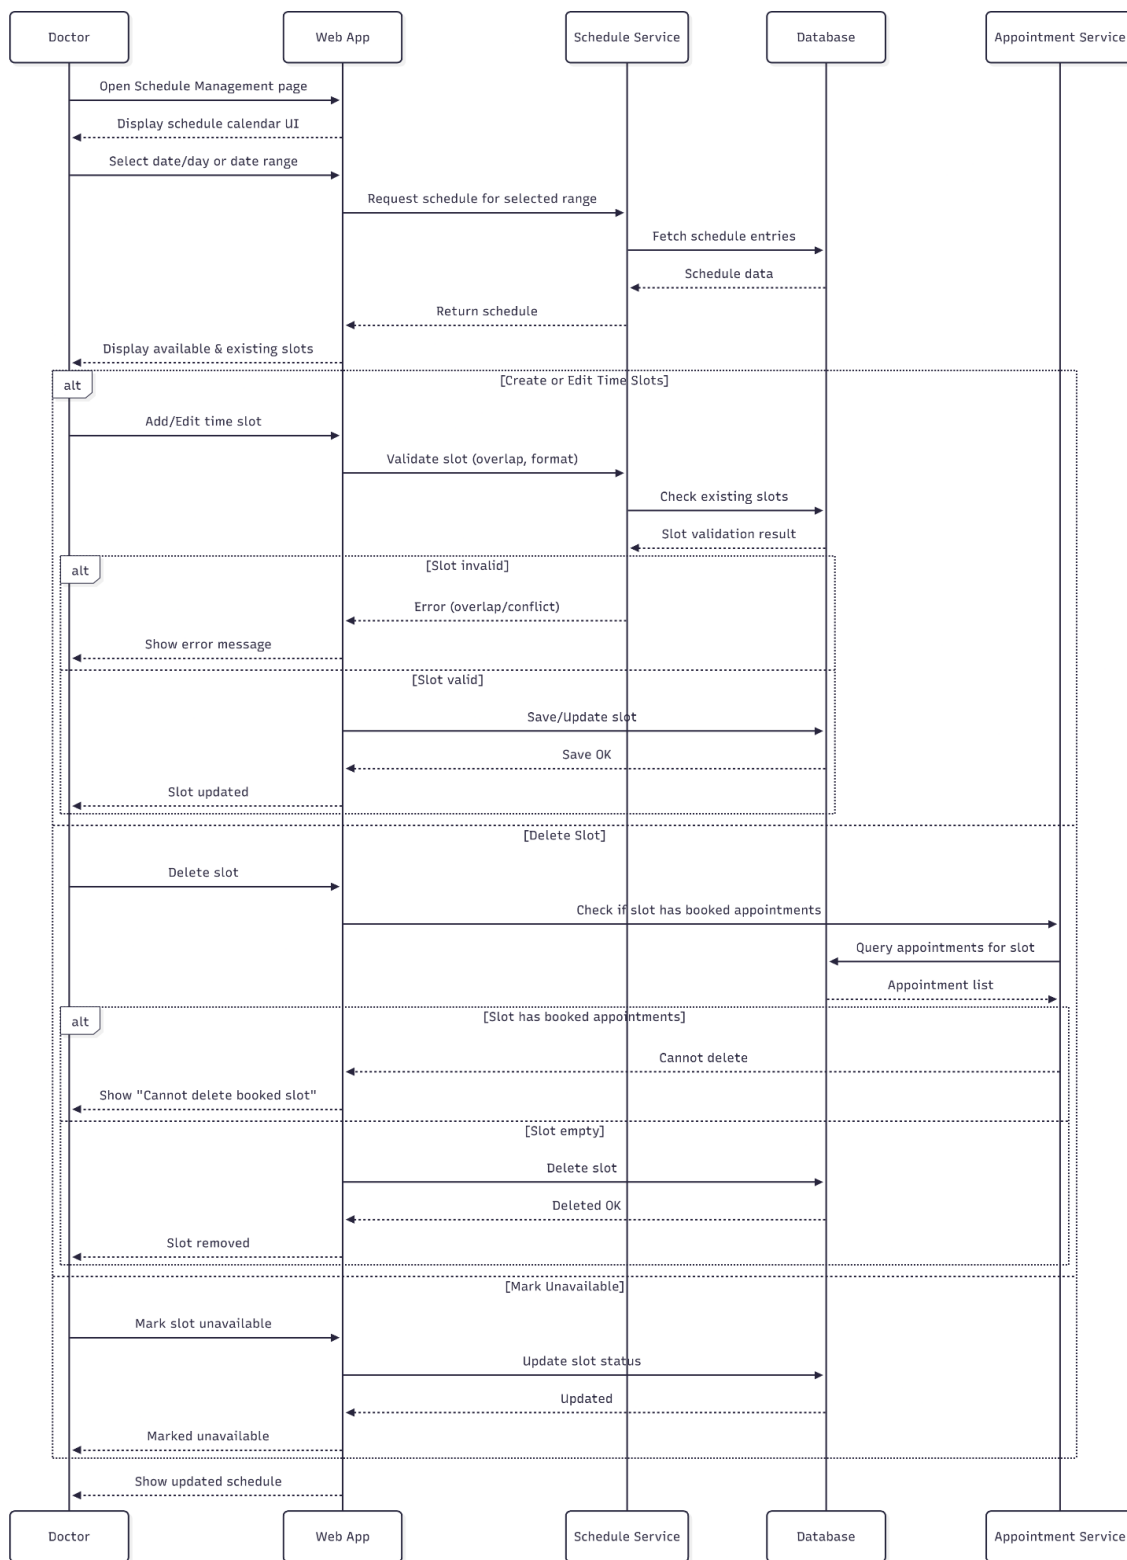 Doctor
Web App
Schedule Service
Database
Appointment Service
Open Schedule Management page
Display schedule calendar UI
Select date/day or date range
Request schedule for selected range
Fetch schedule entries
Schedule data
Return schedule
Display available & existing slots
alt
[Create or Edit Time Slots]
Add/Edit time slot
Validate slot (overlap, format)
Check existing slots
Slot validation result
alt
[Slot invalid]
Error (overlap/conflict)
Show error message
[Slot valid]
Save/Update slot
Save OK
Slot updated
[Delete Slot]
Delete slot
Check if slot has booked appointments
Query appointments for slot
Appointment list
alt
[Slot has booked appointments]
Cannot delete
Show "Cannot delete booked slot"
[Slot empty]
Delete slot
Deleted OK
Slot removed
[Mark Unavailable]
Mark slot unavailable
Update slot status
Updated
Marked unavailable
Show updated schedule
Doctor
Web App
Schedule Service
Database
Appointment Service